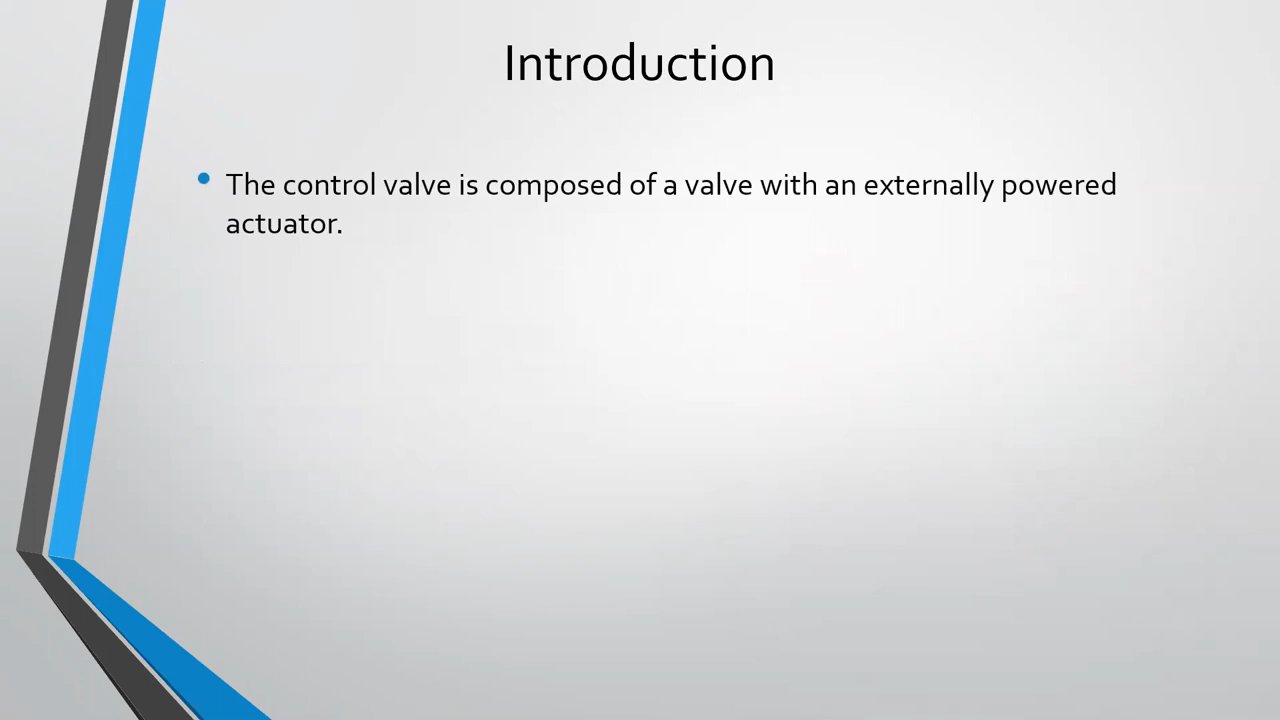 Introduction
• The control valve is composed of a valve with an externally powered
actuator.